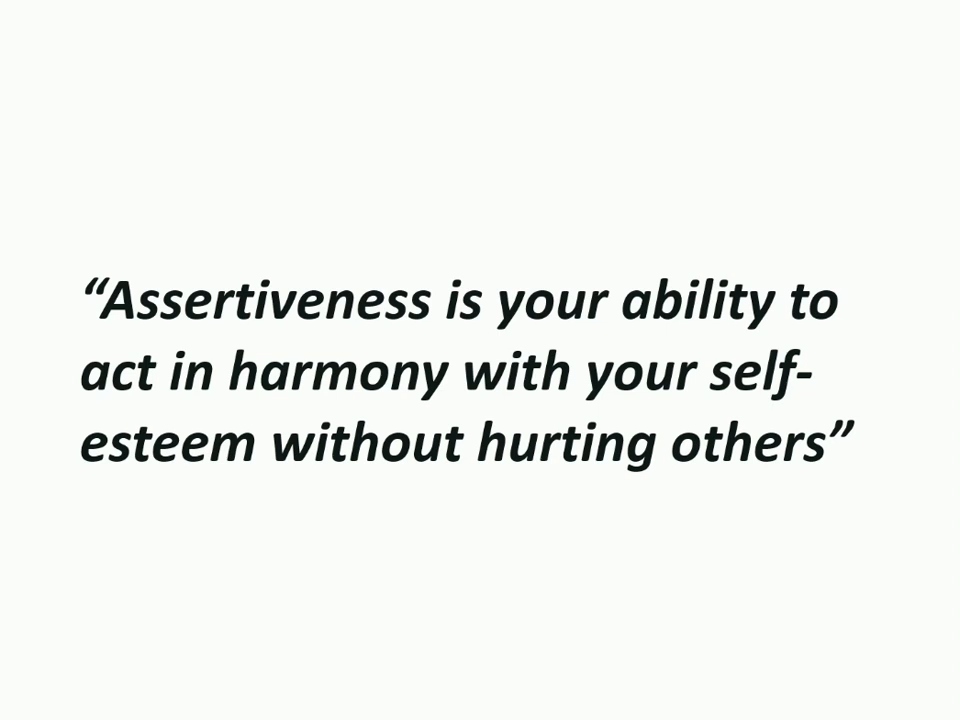 “Assertiveness is your ability to
act in harmony with your self-
esteem without hurting others”